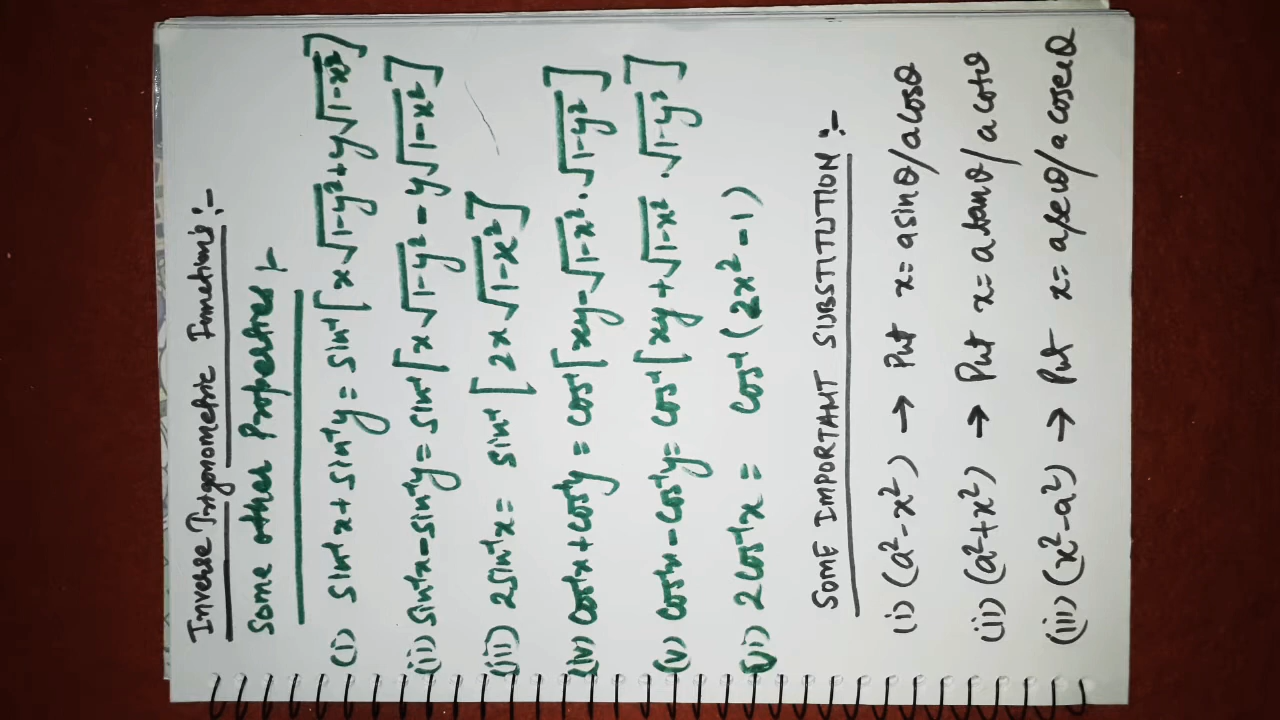 Inverse Trigonometric Functions :-
Some other Properties :-
(i) sin⁻¹x + sin⁻¹y = sin⁻¹[x√1-y² + y√1-x²]
(ii) sin⁻¹x - sin⁻¹y = sin⁻¹[x√1-y² - y√1-x²]
(iii) 2sin⁻¹x = sin⁻¹[2x√1-x²]
(iv) cos⁻¹x + cos⁻¹y = cos⁻¹[xy - √1-x² . √1-y²]
(v) cos⁻¹x - cos⁻¹y = cos⁻¹[xy + √1-x² . √1-y²]
(vi) 2cos⁻¹x = cos⁻¹(2x² - 1)
SOME IMPORTANT SUBSTITUTION :-
(i) (a² - x²) → Put x = a sinθ / a cosθ
(ii) (a² + x²) → Put x = a tanθ / a cotθ
(iii) (x² - a²) → Put x = a secθ / a cosecθ